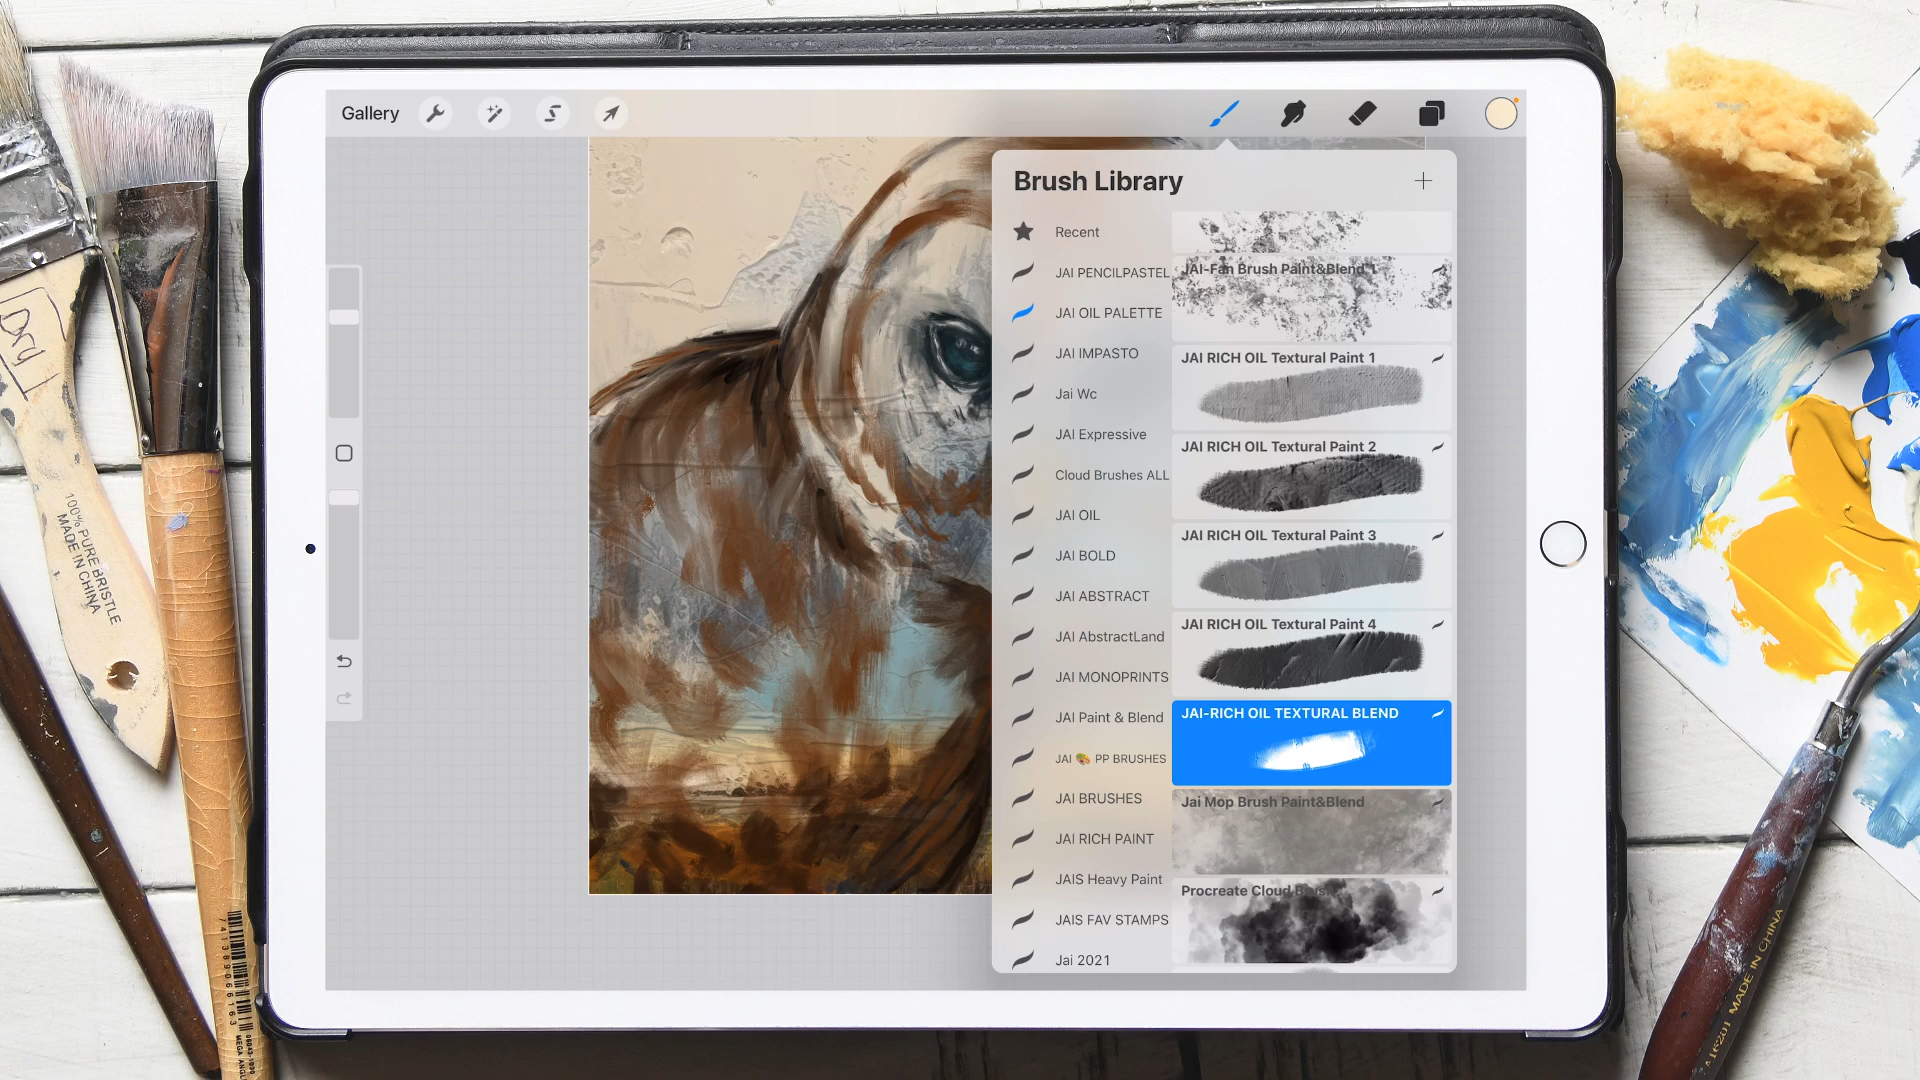 Gallery
Brush Library
Recent
JAI PENCILPASTEL
JAI OIL PALETTE
JAI IMPASTO
Jai Wc
JAI Expressive
Cloud Brushes ALL
JAI OIL
JAI BOLD
JAI ABSTRACT
JAI AbstractLand
JAI MONOPRINTS
JAI Paint & Blend
JAI 🎨 PP BRUSHES
JAI BRUSHES
JAI RICH PAINT
JAIS Heavy Paint
JAIS FAV STAMPS
Jai 2021
JAI-Fan Brush Paint&Blend 1
JAI RICH OIL Textural Paint 1
JAI RICH OIL Textural Paint 2
JAI RICH OIL Textural Paint 3
JAI RICH OIL Textural Paint 4
JAI-RICH OIL TEXTURAL BLEND
Jai Mop Brush Paint&Blend
Procreate Cloud Brush
Dry
100% PURE BRISTLE
MADE IN CHINA
MADE IN CHINA